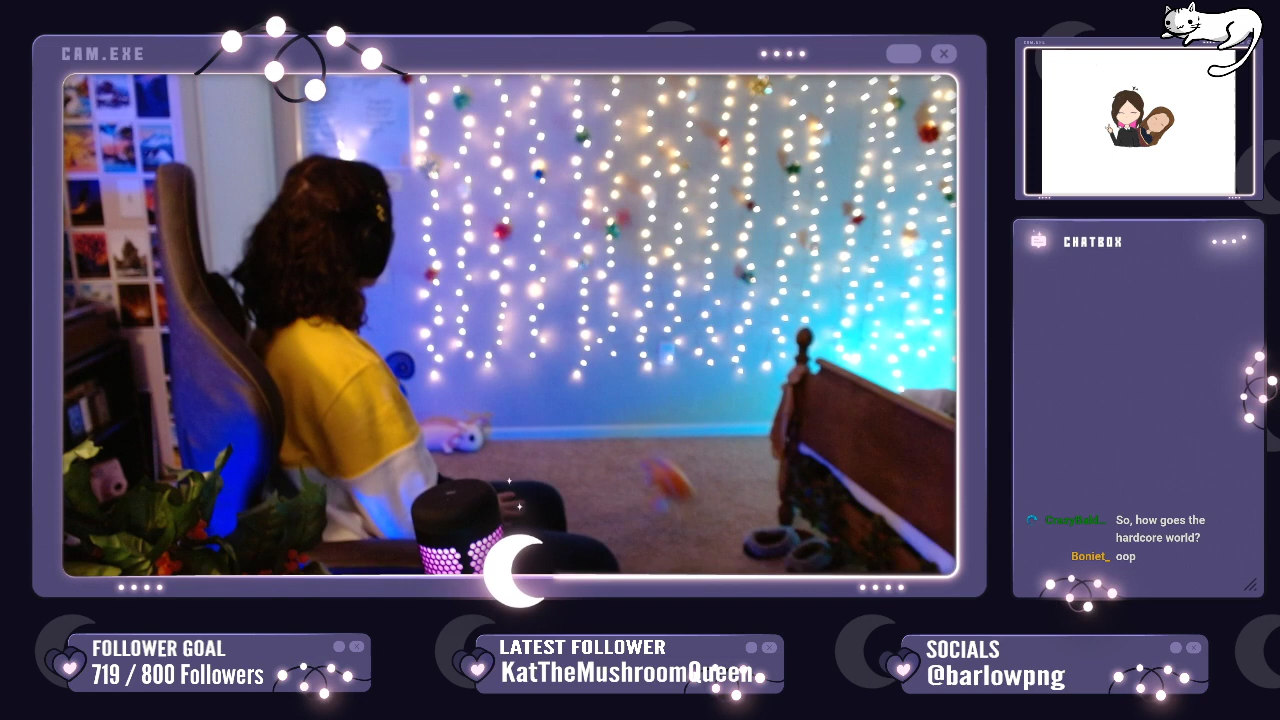 CAM.EXE
CHATBOX
So, how goes the
hardcore world?
Boniet_ oop
FOLLOWER GOAL
719 / 800 Followers
LATEST FOLLOWER
KatTheMushroomQueen
SOCIALS
@barlowpng